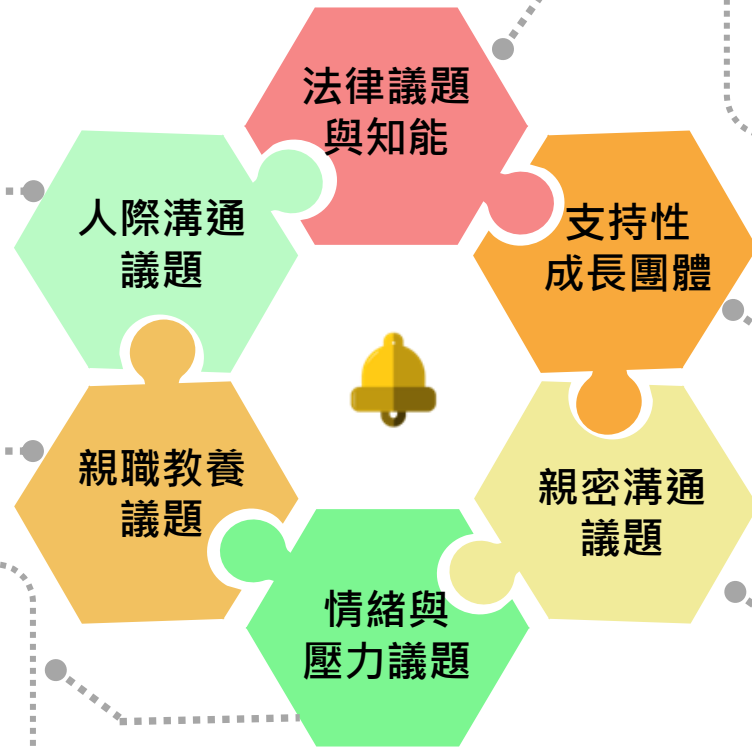 法律議題
與知能
支持性
成長團體
親密溝通
議題
情緒與
壓力議題
親職教養
議題
人際溝通
議題